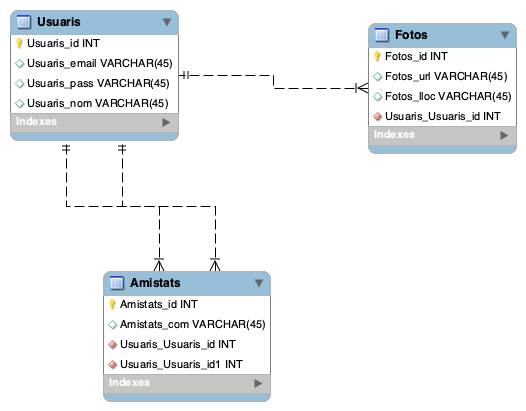 Usuaris
Usuaris_id INT
Usuaris_email VARCHAR(45)
Usuaris_pass VARCHAR(45)
Usuaris_nom VARCHAR(45)
Indexes
Fotos
Fotos_id INT
Fotos_url VARCHAR(45)
Fotos_lloc VARCHAR(45)
Usuaris_Usuaris_id INT
Indexes
Amistats
Amistats_id INT
Amistats_com VARCHAR(45)
Usuaris_Usuaris_id INT
Usuaris_Usuaris_id1 INT
Indexes